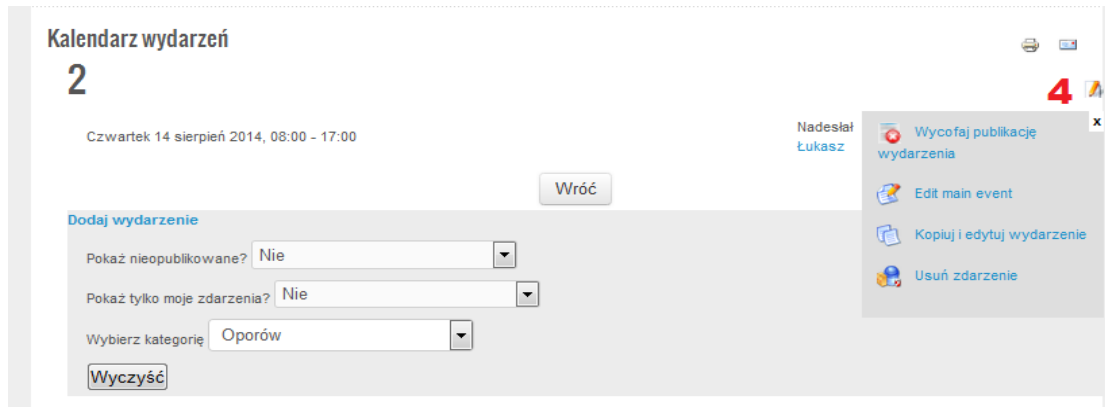 Kalendarz wydarzeń
2
4
Czwartek 14 sierpień 2014, 08:00 - 17:00
Nadesłał
Łukasz
x
Wycofaj publikację
wydarzenia
Edit main event
Kopiuj i edytuj wydarzenie
Usuń zdarzenie
Wróć
Dodaj wydarzenie
Pokaż nieopublikowane? Nie
Pokaż tylko moje zdarzenia? Nie
Wybierz kategorię Oporów
Wyczyść